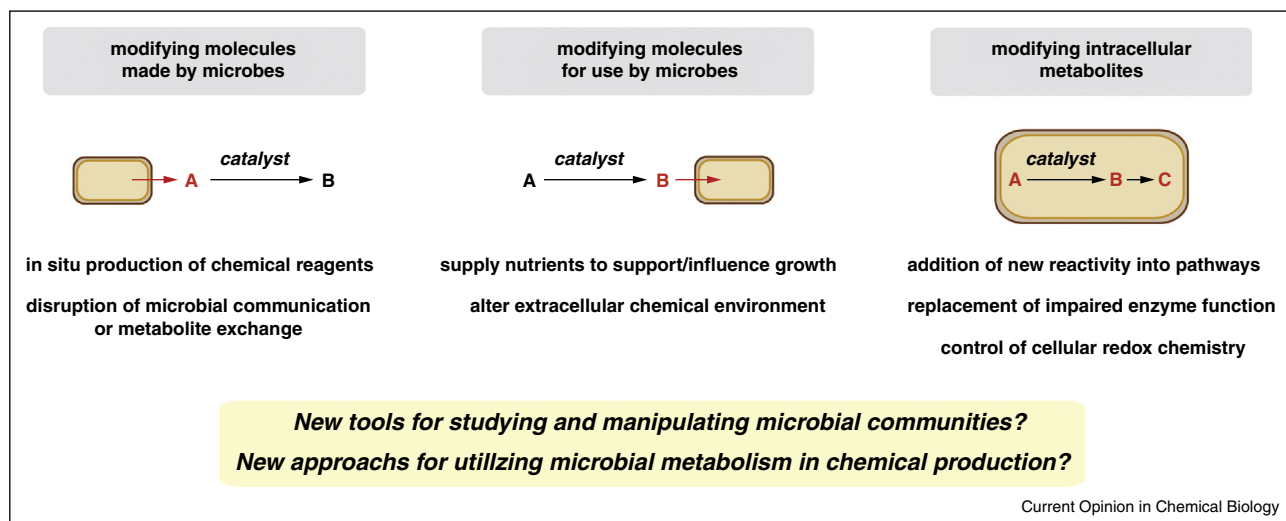 modifying molecules
made by microbes
catalyst
A
B
in situ production of chemical reagents
disruption of microbial communication
or metabolite exchange
modifying molecules
for use by microbes
catalyst
A
B
supply nutrients to support/influence growth
alter extracellular chemical environment
modifying intracellular
metabolites
catalyst
A
B
C
addition of new reactivity into pathways
replacement of impaired enzyme function
control of cellular redox chemistry
New tools for studying and manipulating microbial communities?
New approachs for utilizng microbial metabolism in chemical production?
Current Opinion in Chemical Biology